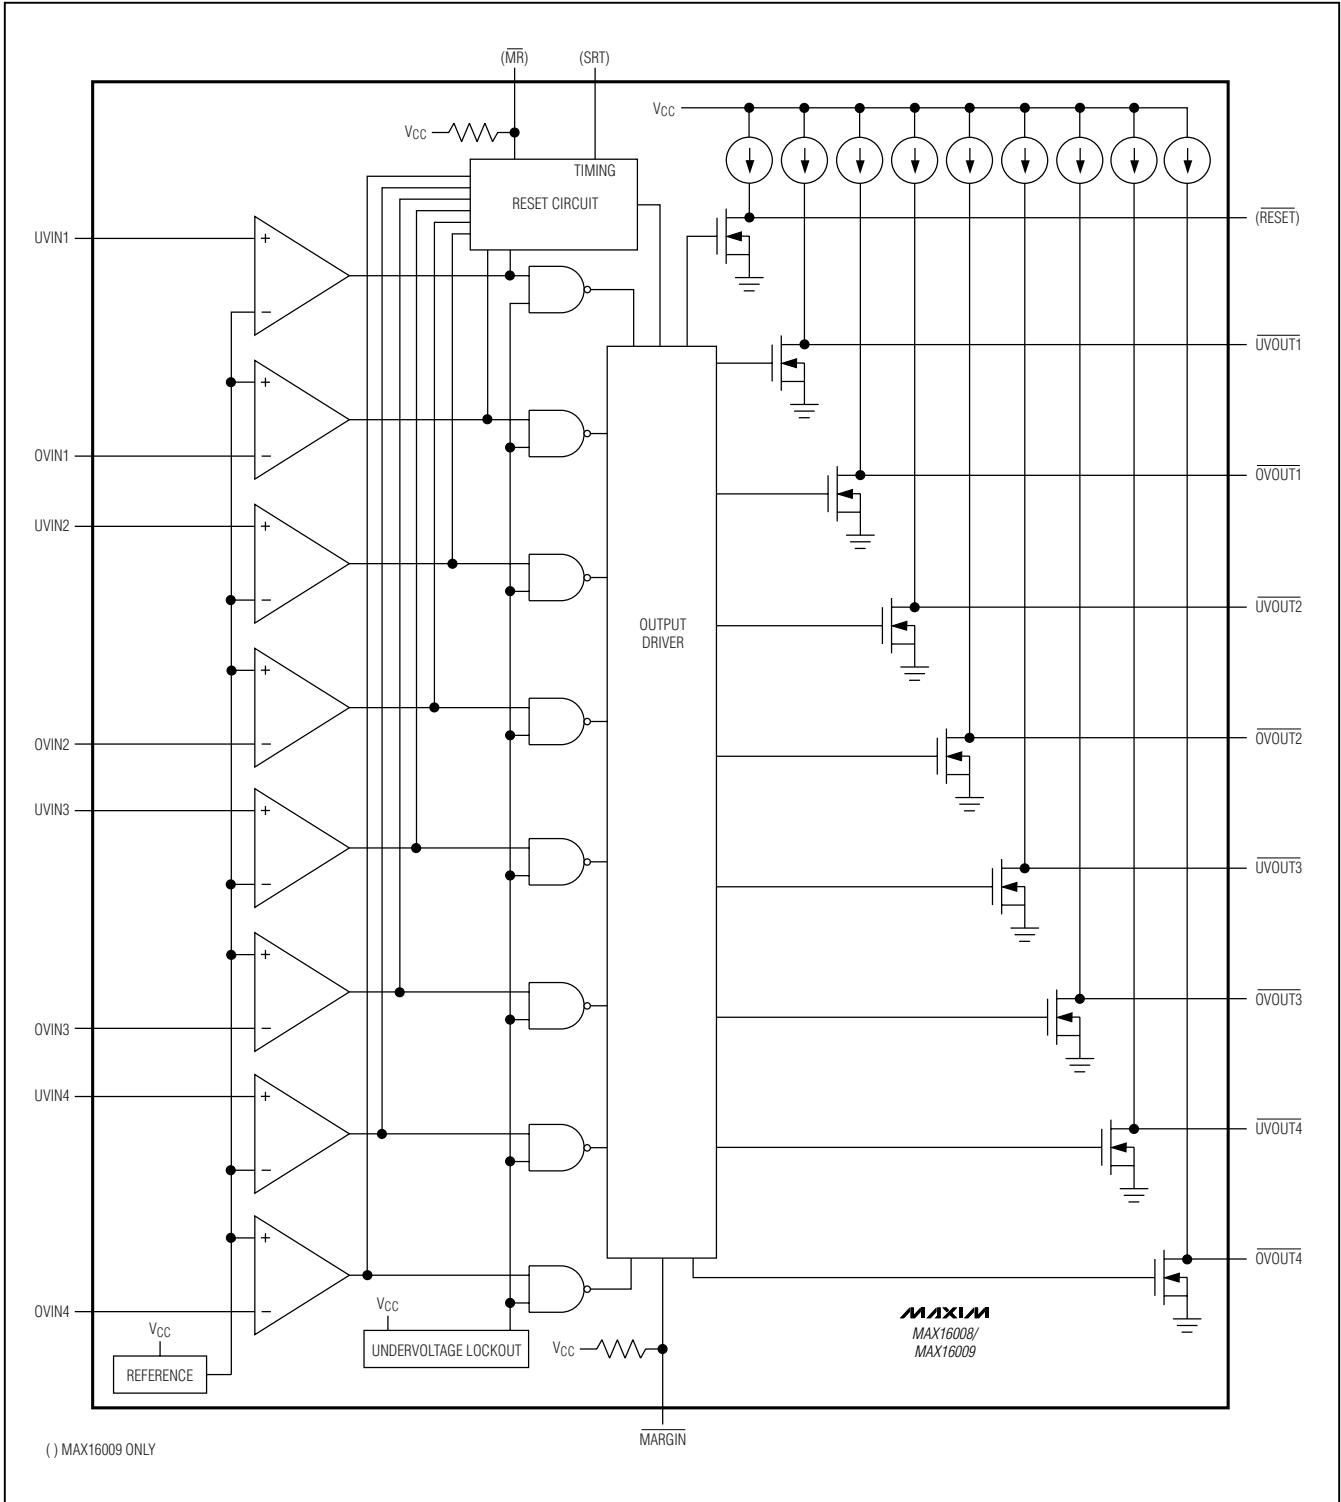 (MR)
(SRT)
VCC
VCC
TIMING
RESET CIRCUIT
UVIN1
(RESET)
UVOUT1
OVIN1
OVOUT1
UVIN2
UVOUT2
OUTPUT
DRIVER
OVIN2
OVOUT2
UVIN3
UVOUT3
OVIN3
OVOUT3
UVIN4
UVOUT4
OVIN4
OVOUT4
VCC
VCC
REFERENCE
UNDERVOLTAGE LOCKOUT
VCC
MAXIM
MAX16008/
MAX16009
MARGIN
( ) MAX16009 ONLY
+
−
+
−
+
−
+
−
+
−
+
−
+
−
+
−